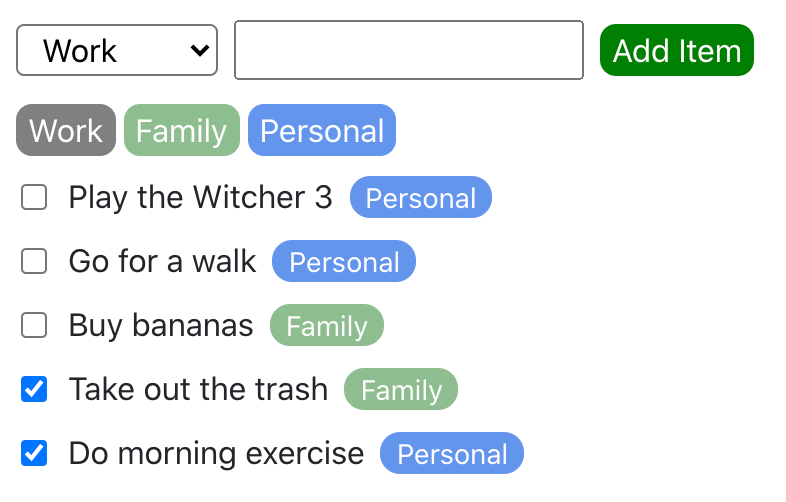 Work Add Item
Work Family Personal
Play the Witcher 3 Personal
Go for a walk Personal
Buy bananas Family
Take out the trash Family
Do morning exercise Personal